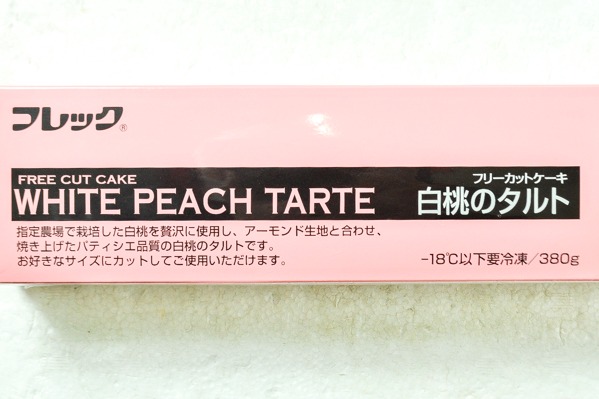 フレック®
FREE CUT CAKE
WHITE PEACH TARTE
フリーカットケーキ
白桃のタルト
指定農場で栽培した白桃を贅沢に使用し、アーモンド生地と合わせ、
焼き上げたパティシエ品質の白桃のタルトです。
お好きなサイズにカットしてご使用いただけます。
-18℃以下要冷凍/380g